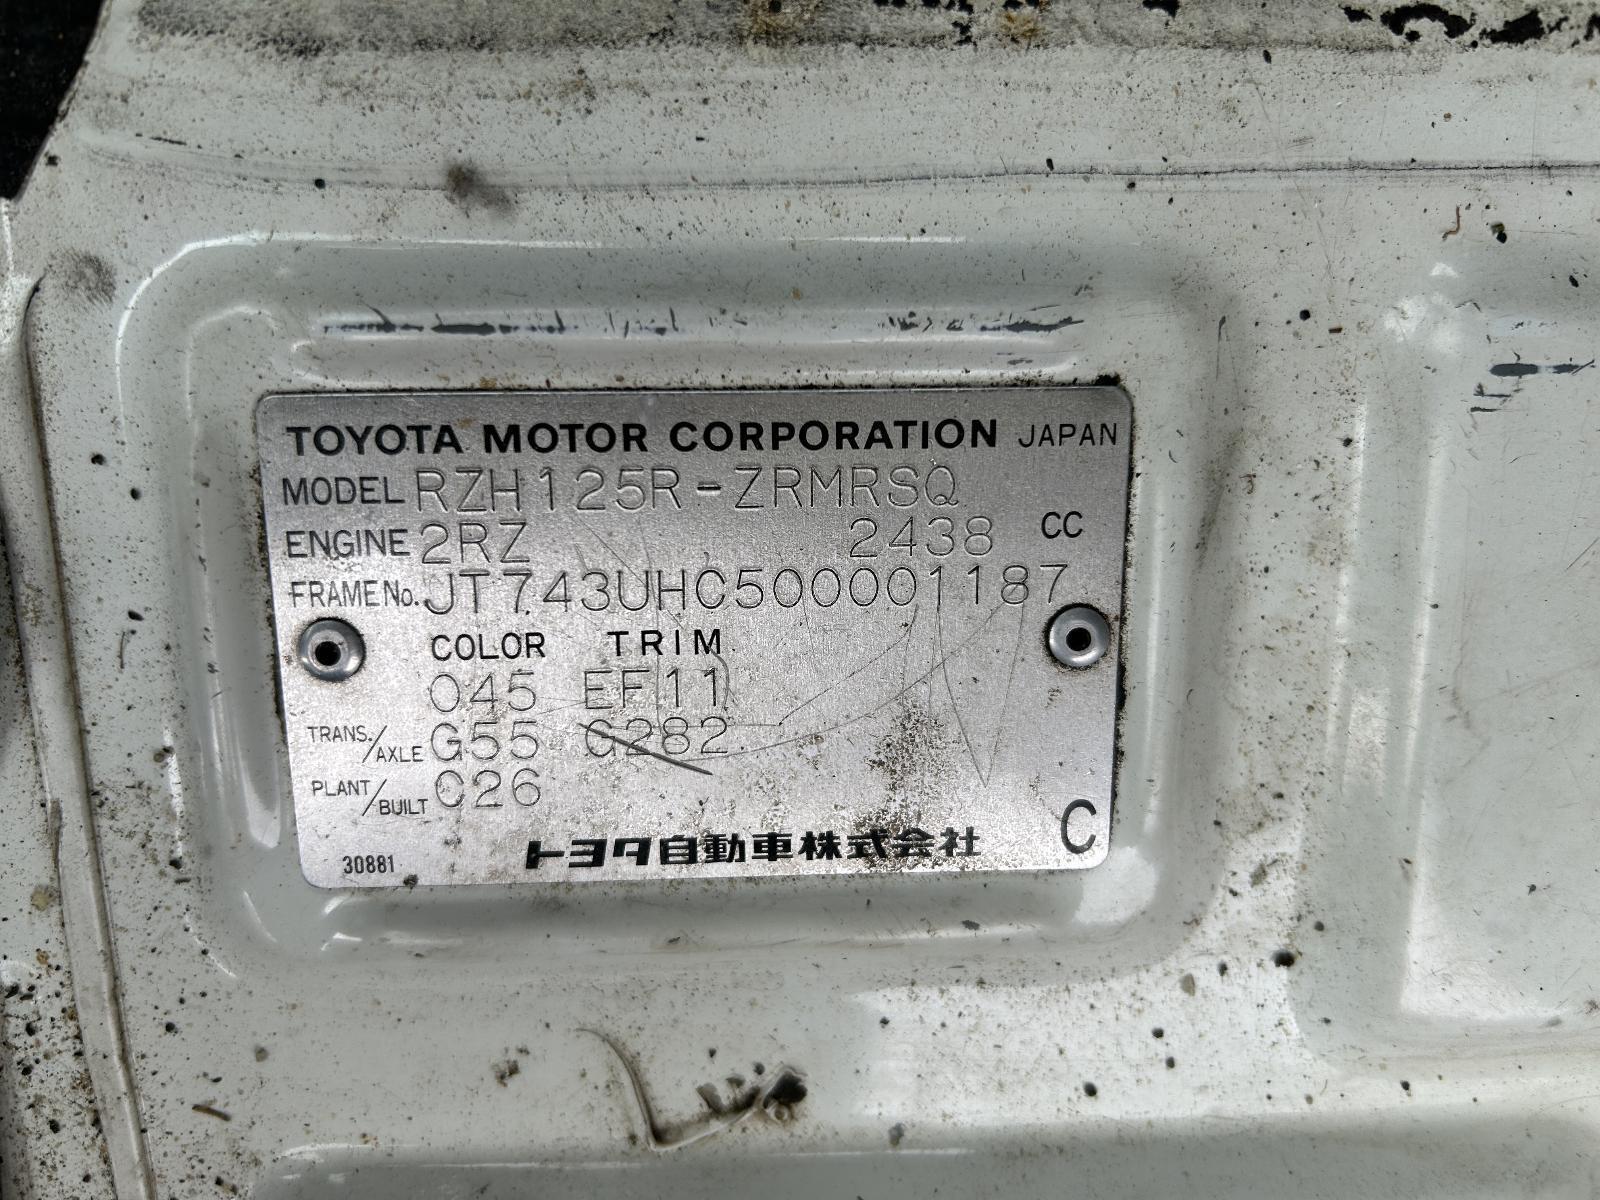 TOYOTA MOTOR CORPORATION JAPAN
MODEL RZH125R-ZRMRSQ
ENGINE 2RZ 2438 CC
FRAME No. JT743UHC500001187
COLOR TRIM
045 EF11
TRANS./AXLE G55 G282
PLANT/BUILT C26
トヨタ自動車株式会社 C
30881